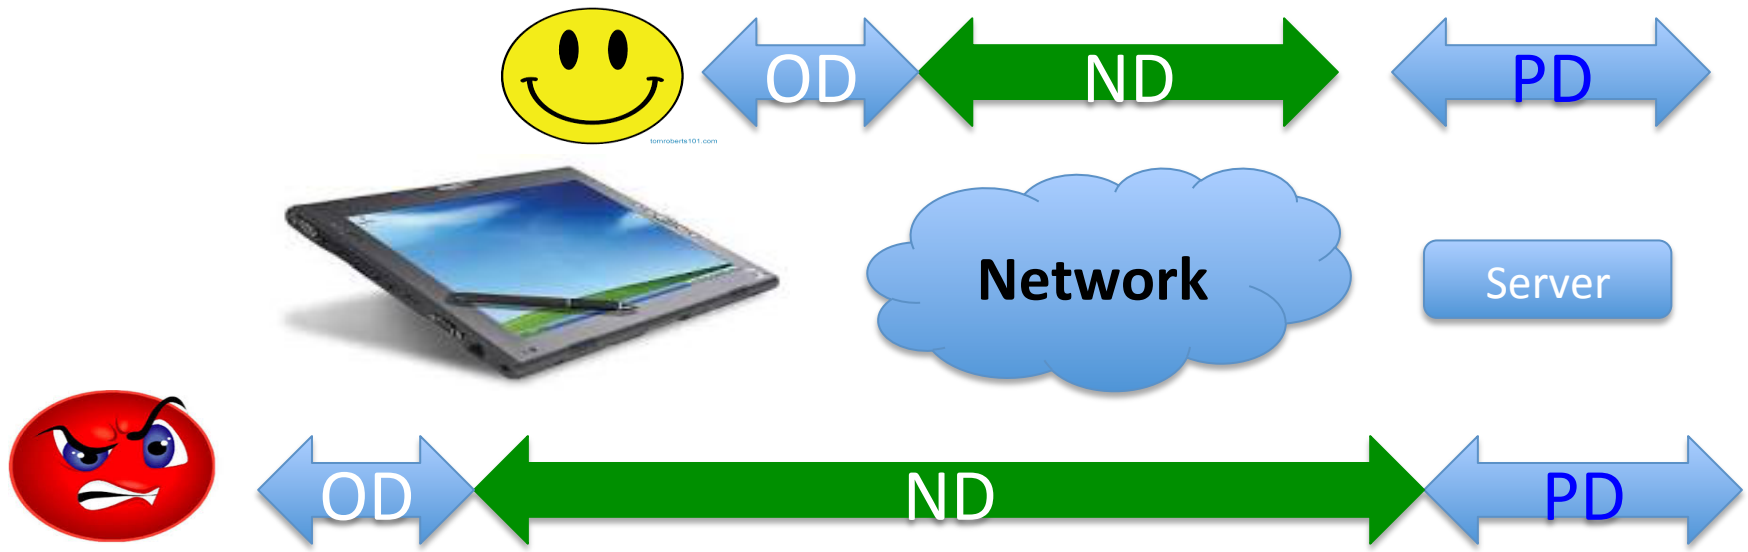 OD
ND
PD
tomroberts101.com
Network
Server
OD
ND
PD